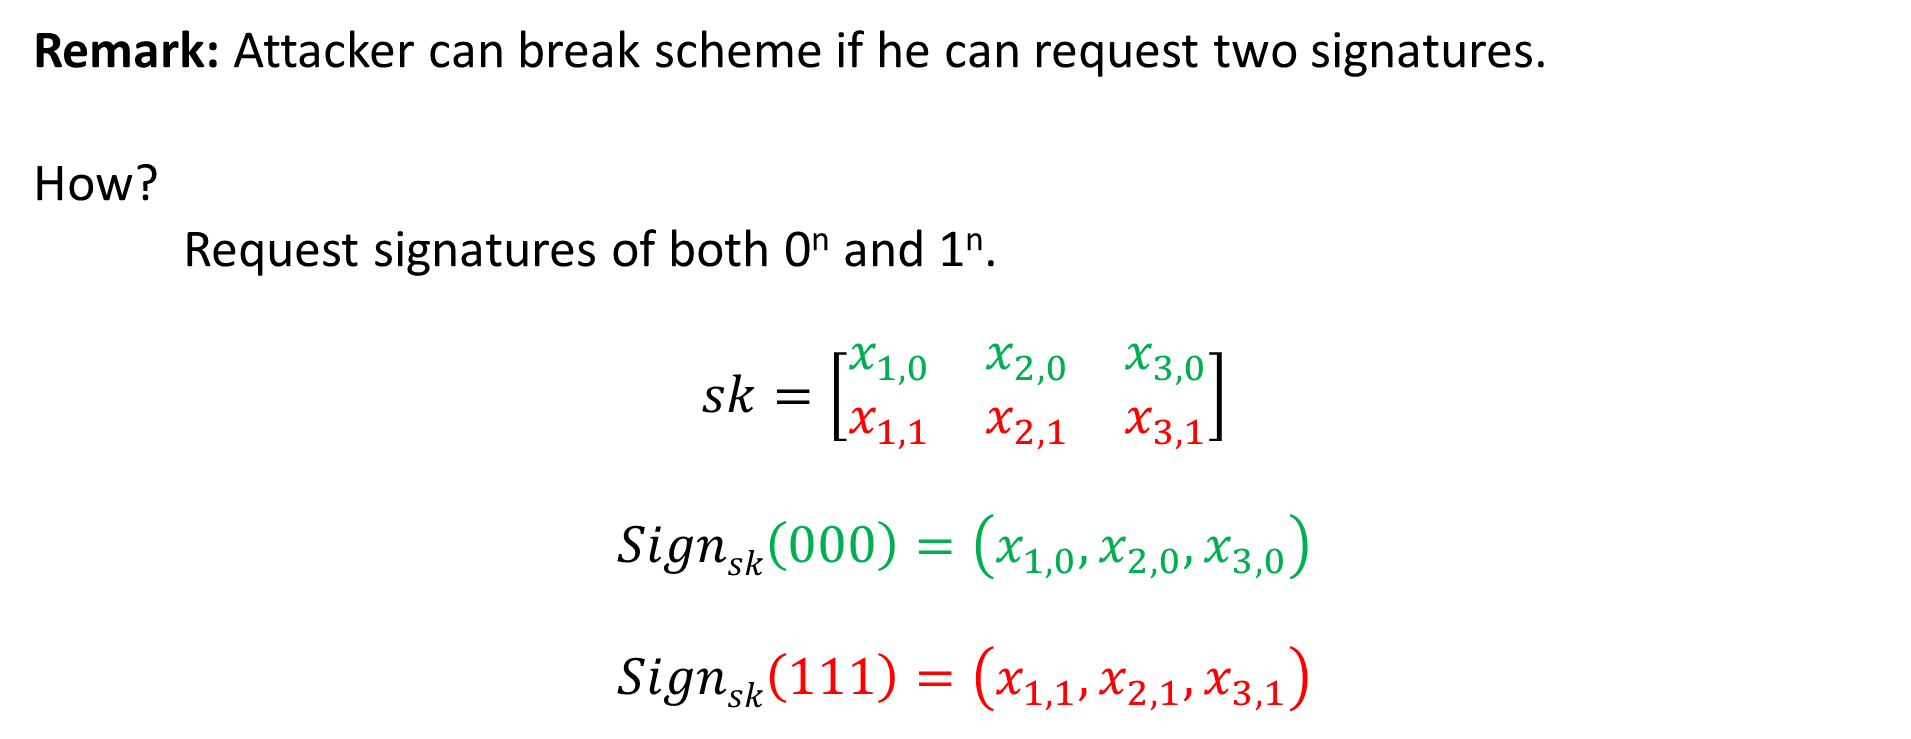 Remark: Attacker can break scheme if he can request two signatures.
How?
Request signatures of both 0ⁿ and 1ⁿ.
sk = [x₁,₀ x₂,₀ x₃,₀
x₁,₁ x₂,₁ x₃,₁]
Signₛₖ(000) = (x₁,₀, x₂,₀, x₃,₀)
Signₛₖ(111) = (x₁,₁, x₂,₁, x₃,₁)